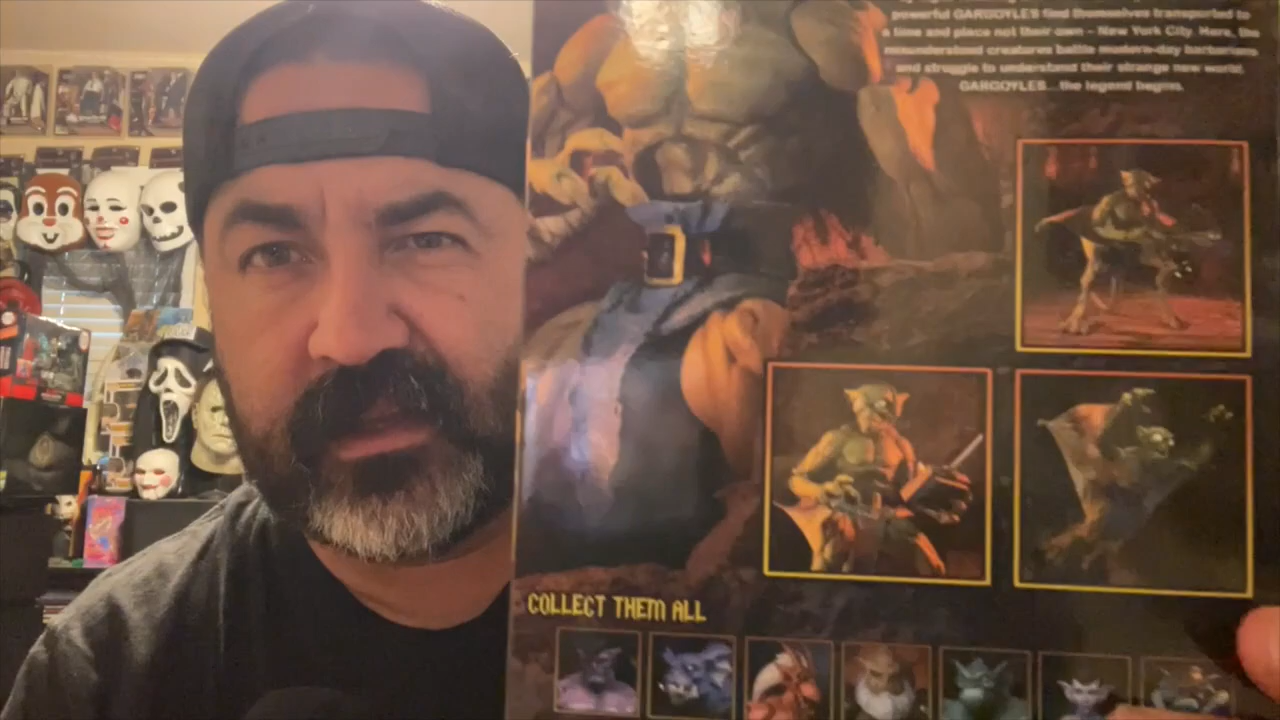 powerful GARGOYLES find themselves transported to
a time and place not their own – New York City. Here, the
misunderstood creatures battle modern-day barbarians
and struggle to understand their strange new world.
GARGOYLES...the legend begins.
COLLECT THEM ALL